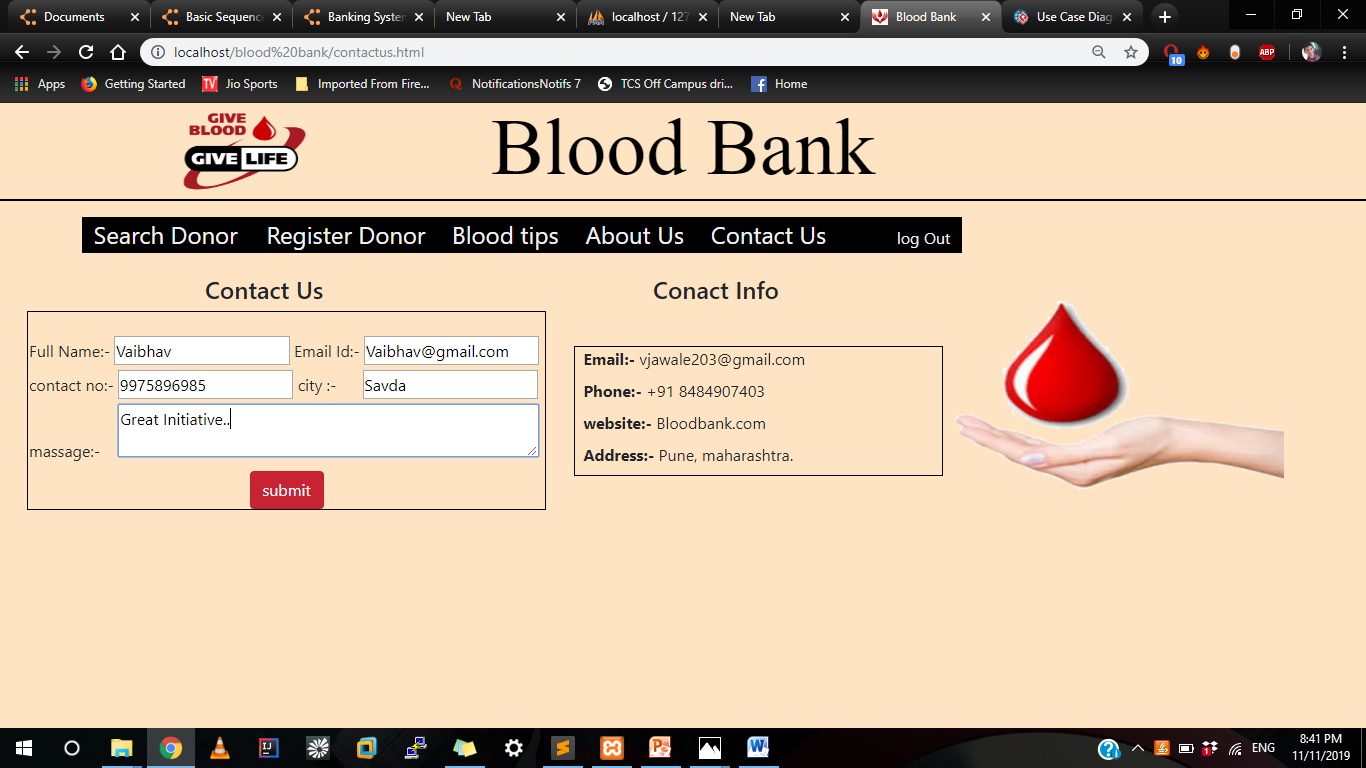 Documents Basic Sequenc Banking System New Tab localhost / 127 New Tab Blood Bank Use Case Diag
localhost/blood%20bank/contactus.html
10 ABP
Apps Getting Started TV Jio Sports Imported From Fire... NotificationsNotifs 7 TCS Off Campus dri... Home
GIVE
BLOOD
GIVE LIFE
Blood Bank
Search Donor Register Donor Blood tips About Us Contact Us log Out
Contact Us
Full Name:- Vaibhav Email Id:- Vaibhav@gmail.com
contact no:- 9975896985 city :- Savda
Great Initiative..
massage:-
submit
Conact Info
Email:- vjawale203@gmail.com
Phone:- +91 8484907403
website:- Bloodbank.com
Address:- Pune, maharashtra.
ENG
8:41 PM
11/11/2019